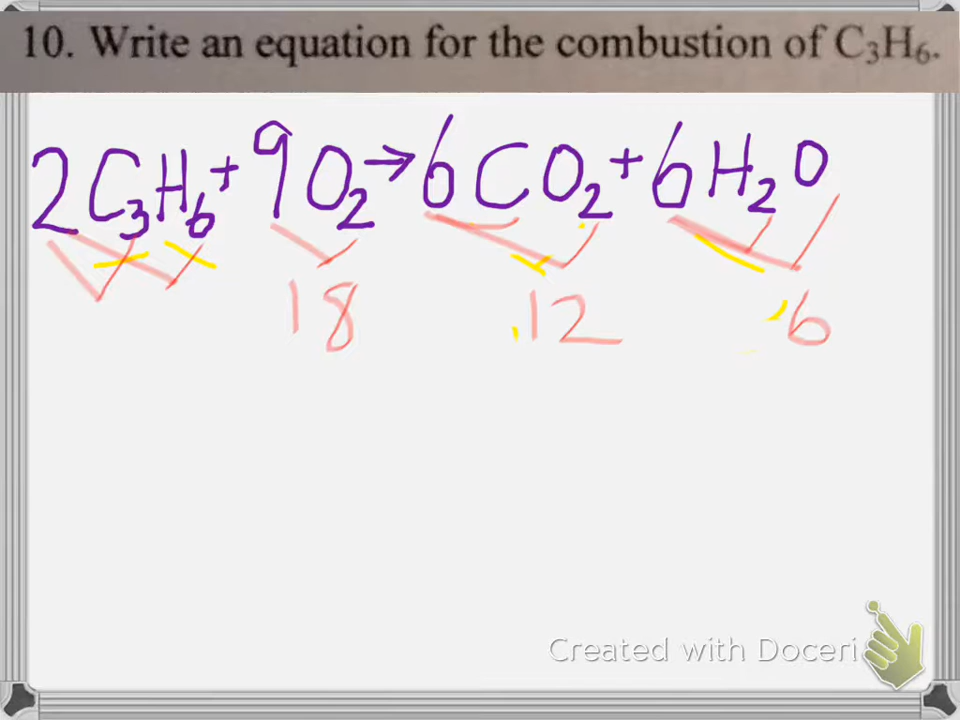 10. Write an equation for the combustion of C₃H₆.
2C₃H₆ + 9O₂ → 6CO₂ + 6H₂O
18 12 6
Created with Doceri